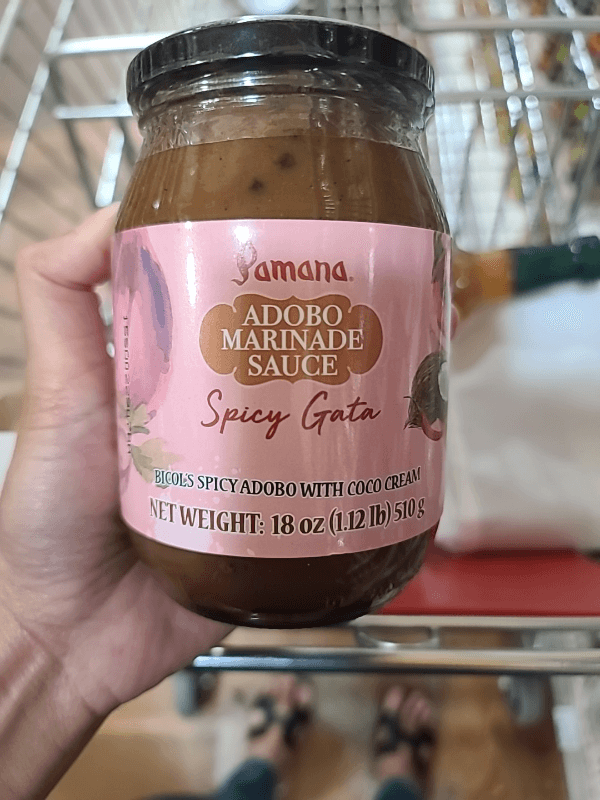 Pamana®
ADOBO
MARINADE
SAUCE
Spicy Gata
BICOL'S SPICY ADOBO WITH COCO CREAM
NET WEIGHT: 18 oz (1.12 lb) 510 g